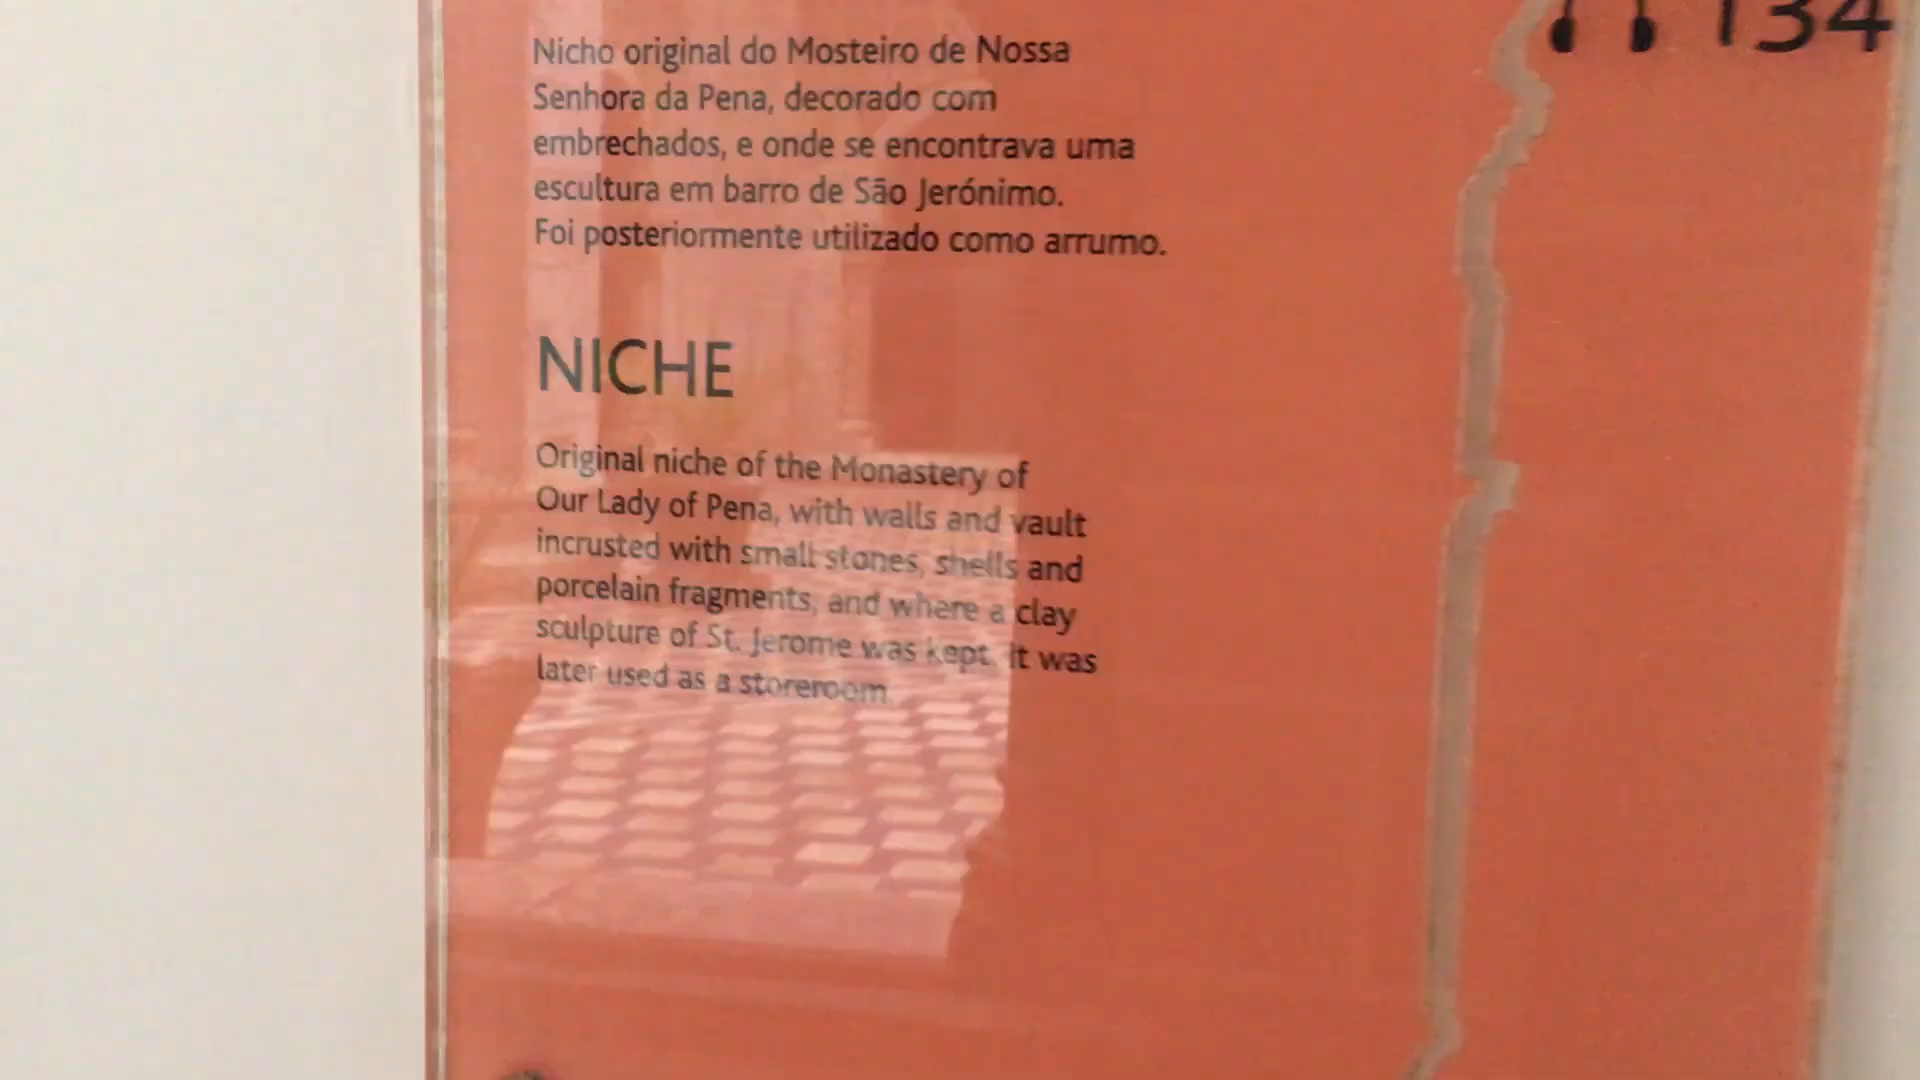 134
Nicho original do Mosteiro de Nossa
Senhora da Pena, decorado com
embrechados, e onde se encontrava uma
escultura em barro de São Jerónimo.
Foi posteriormente utilizado como arrumo.
NICHE
Original niche of the Monastery of
Our Lady of Pena, with walls and vault
incrusted with small stones, shells and
porcelain fragments, and where a clay
sculpture of St. Jerome was kept. It was
later used as a storeroom.